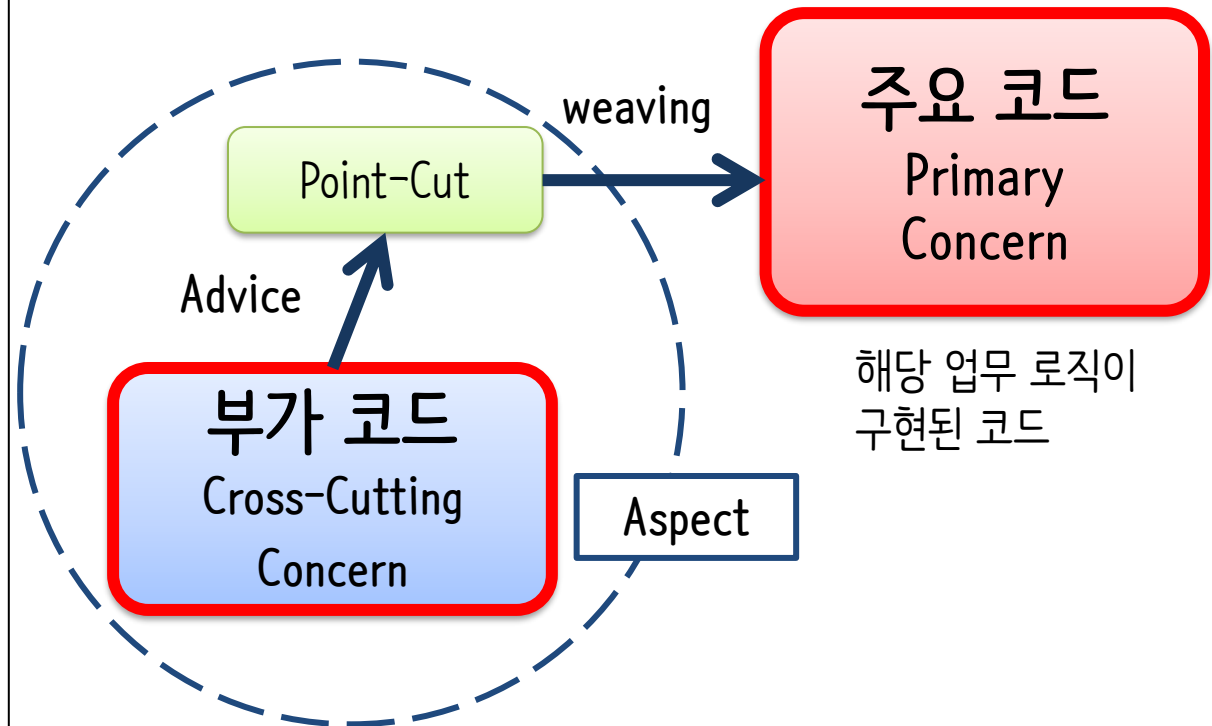 weaving
주요 코드
Primary
Concern
Point-Cut
Advice
해당 업무 로직이
구현된 코드
부가 코드
Cross-Cutting
Concern
Aspect